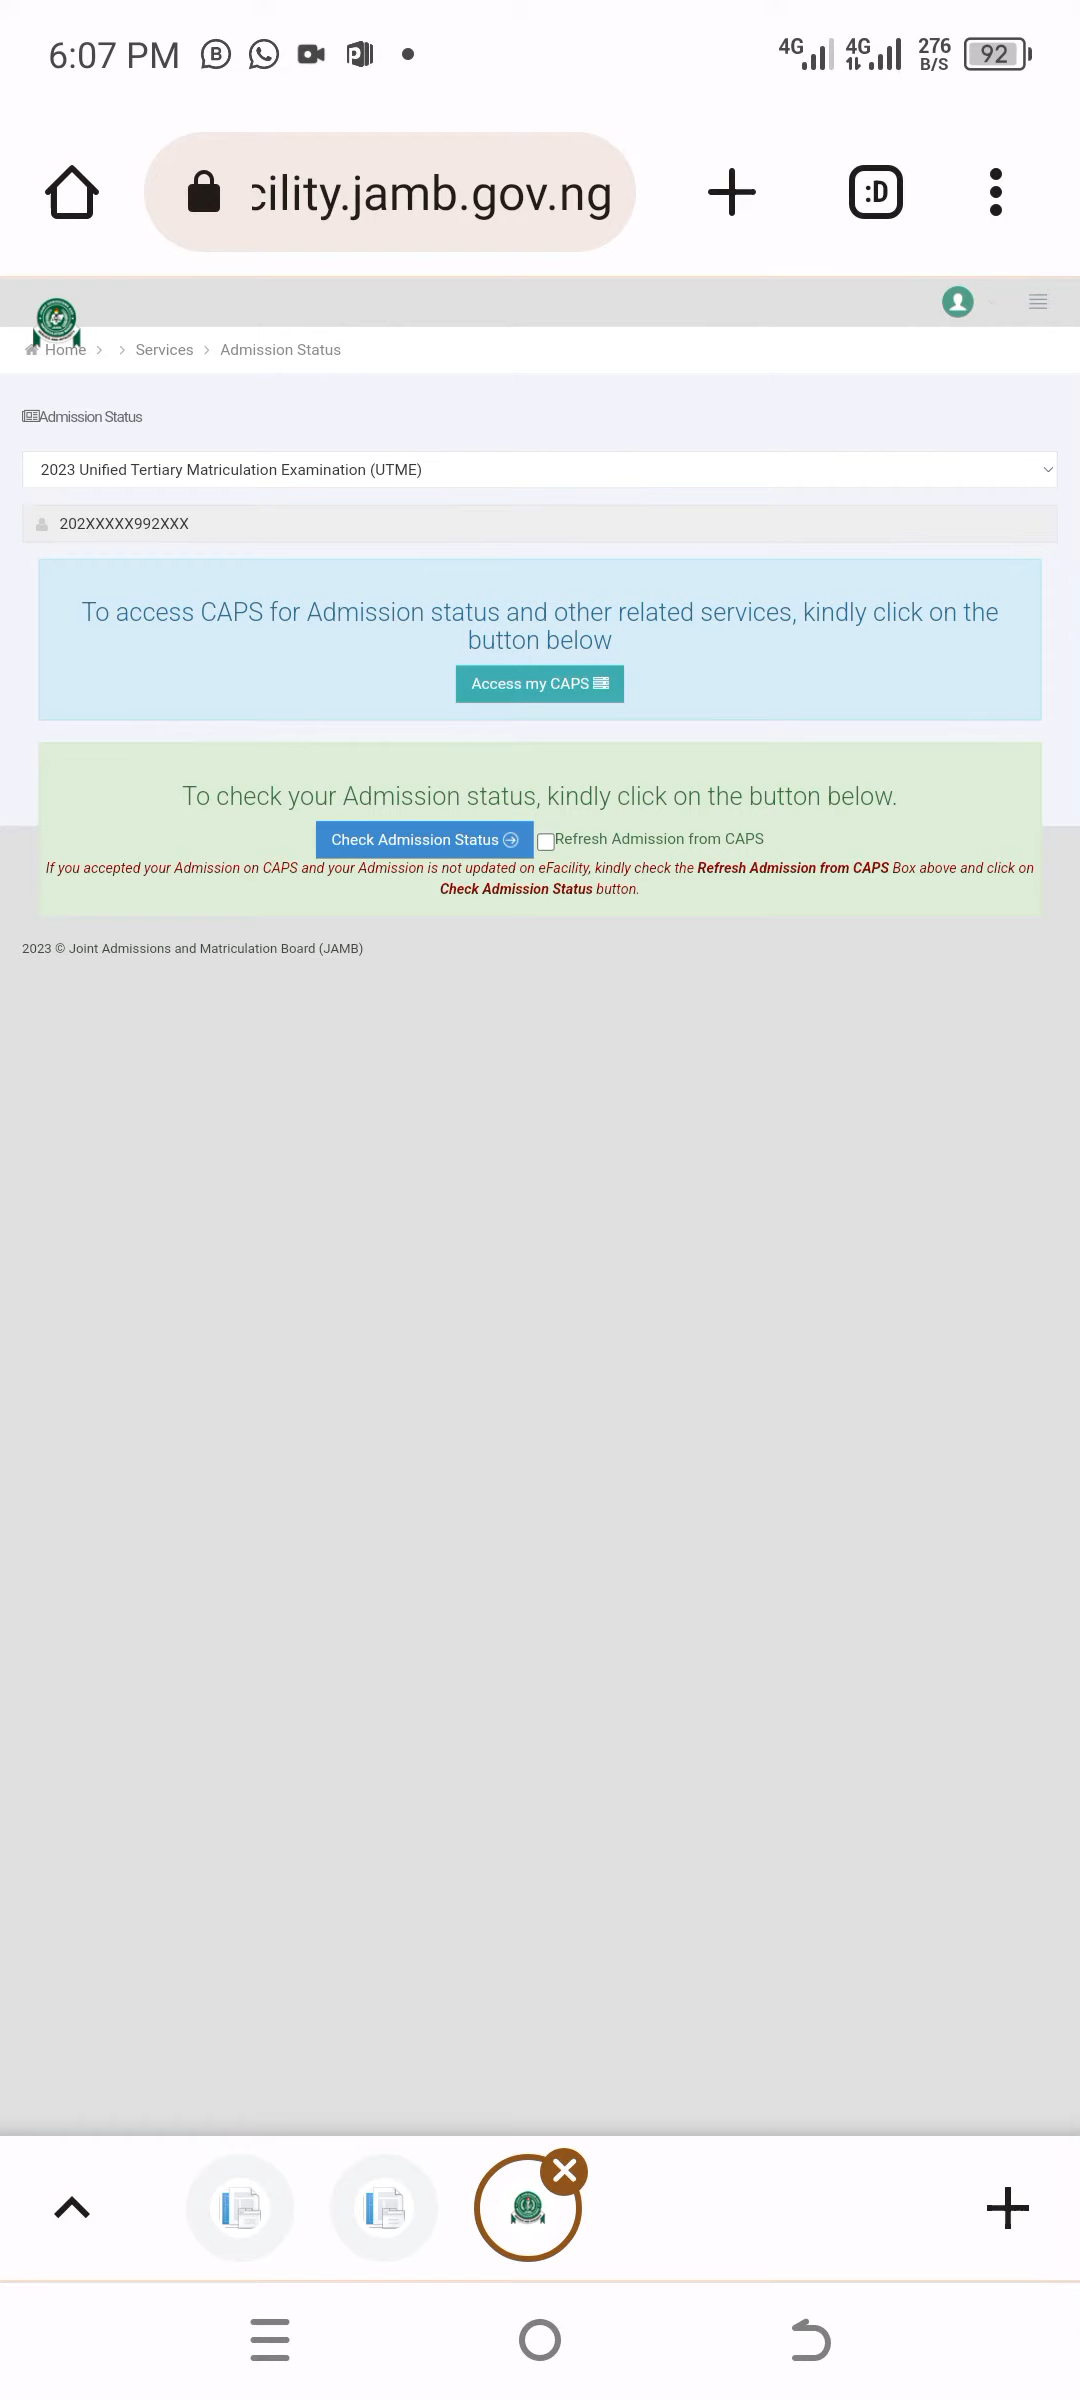 6:07 PM
4G 4G 276 B/S 92
cility.jamb.gov.ng
:D
Home > > Services > Admission Status
Admission Status
2023 Unified Tertiary Matriculation Examination (UTME)
202XXXXX992XXX
To access CAPS for Admission status and other related services, kindly click on the
button below
Access my CAPS
To check your Admission status, kindly click on the button below.
Check Admission Status Refresh Admission from CAPS
If you accepted your Admission on CAPS and your Admission is not updated on eFacility, kindly check the Refresh Admission from CAPS Box above and click on
Check Admission Status button.
2023 © Joint Admissions and Matriculation Board (JAMB)